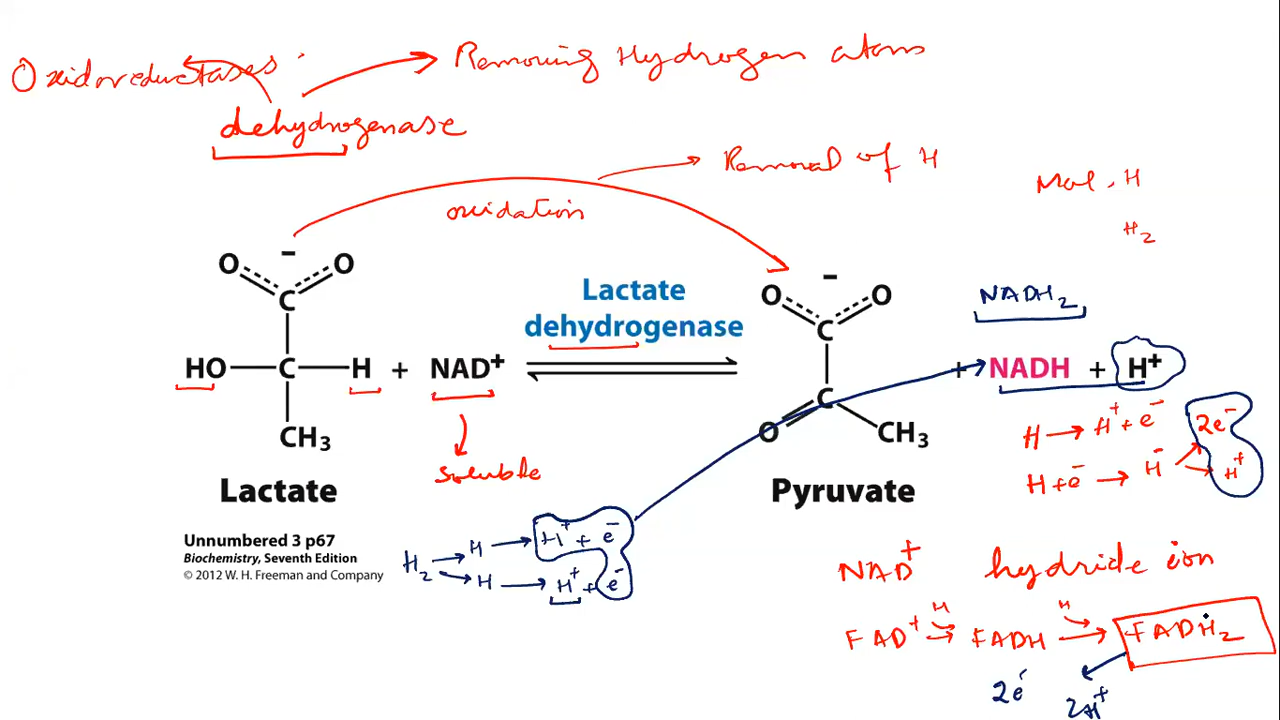 Oxidoreductases
Removing Hydrogen atoms
dehydrogenase
Removal of H
Mol. H
H2
oxidation
O − O
C
HO C H + NAD+
CH3
Lactate
Lactate
dehydrogenase
O − O
C
C
O CH3
Pyruvate
NADH2
+ NADH + H+
H → H+ + e−
H + e− → H− 2e− H+
soluble
Unnumbered 3 p67
Biochemistry, Seventh Edition
© 2012 W. H. Freeman and Company
H2 → H → H+ + e−
→ H → H+ + e−
NAD+ hydride ion
H H
FAD+ → FADH → FADH2
2e− 2H+